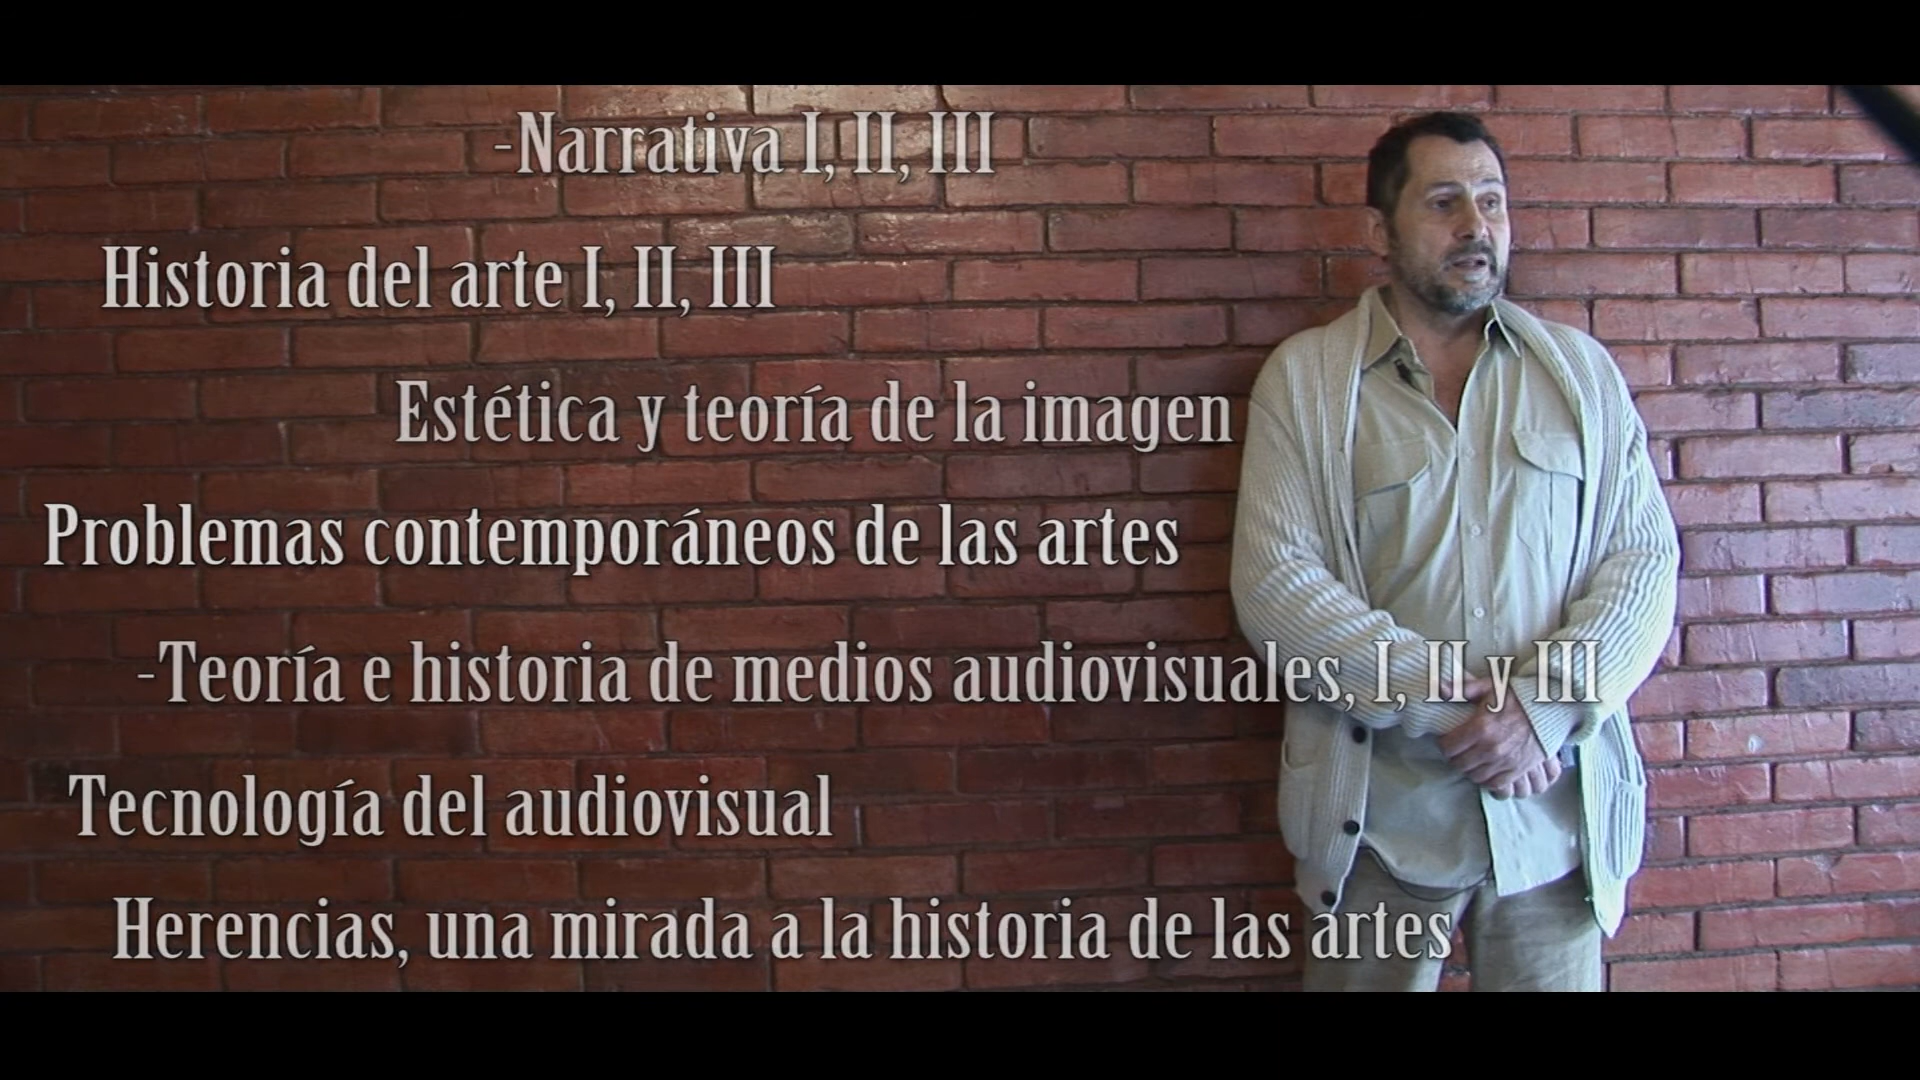 -Narrativa I, II, III
Historia del arte I, II, III
Estética y teoría de la imagen
Problemas contemporáneos de las artes
-Teoría e historia de medios audiovisuales, I, II y III
Tecnología del audiovisual
Herencias, una mirada a la historia de las artes